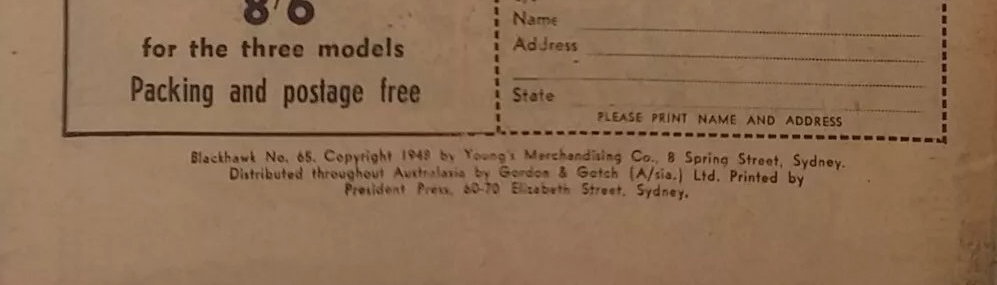 8/6
for the three models
Packing and postage free
Name
Address
State
PLEASE PRINT NAME AND ADDRESS
Blackhawk No. 65. Copyright 1948 by Young's Merchandising Co., 8 Spring Street, Sydney.
Distributed throughout Australasia by Gordon & Gotch (A/sia.) Ltd. Printed by
President Press, 60-70 Elizabeth Street, Sydney.